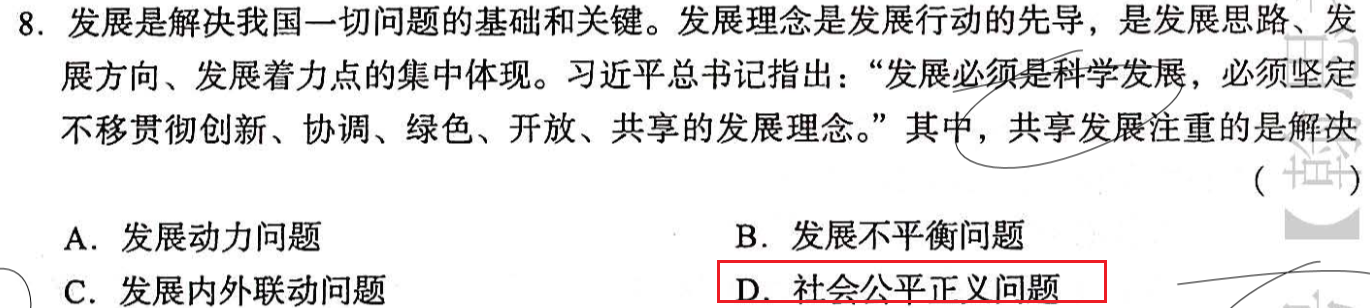 8. 发展是解决我国一切问题的基础和关键。发展理念是发展行动的先导，是发展思路、发
展方向、发展着力点的集中体现。习近平总书记指出：“发展必须是科学发展，必须坚定
不移贯彻创新、协调、绿色、开放、共享的发展理念。”其中，共享发展注重的是解决
(    )
A. 发展动力问题
B. 发展不平衡问题
C. 发展内外联动问题
D. 社会公平正义问题